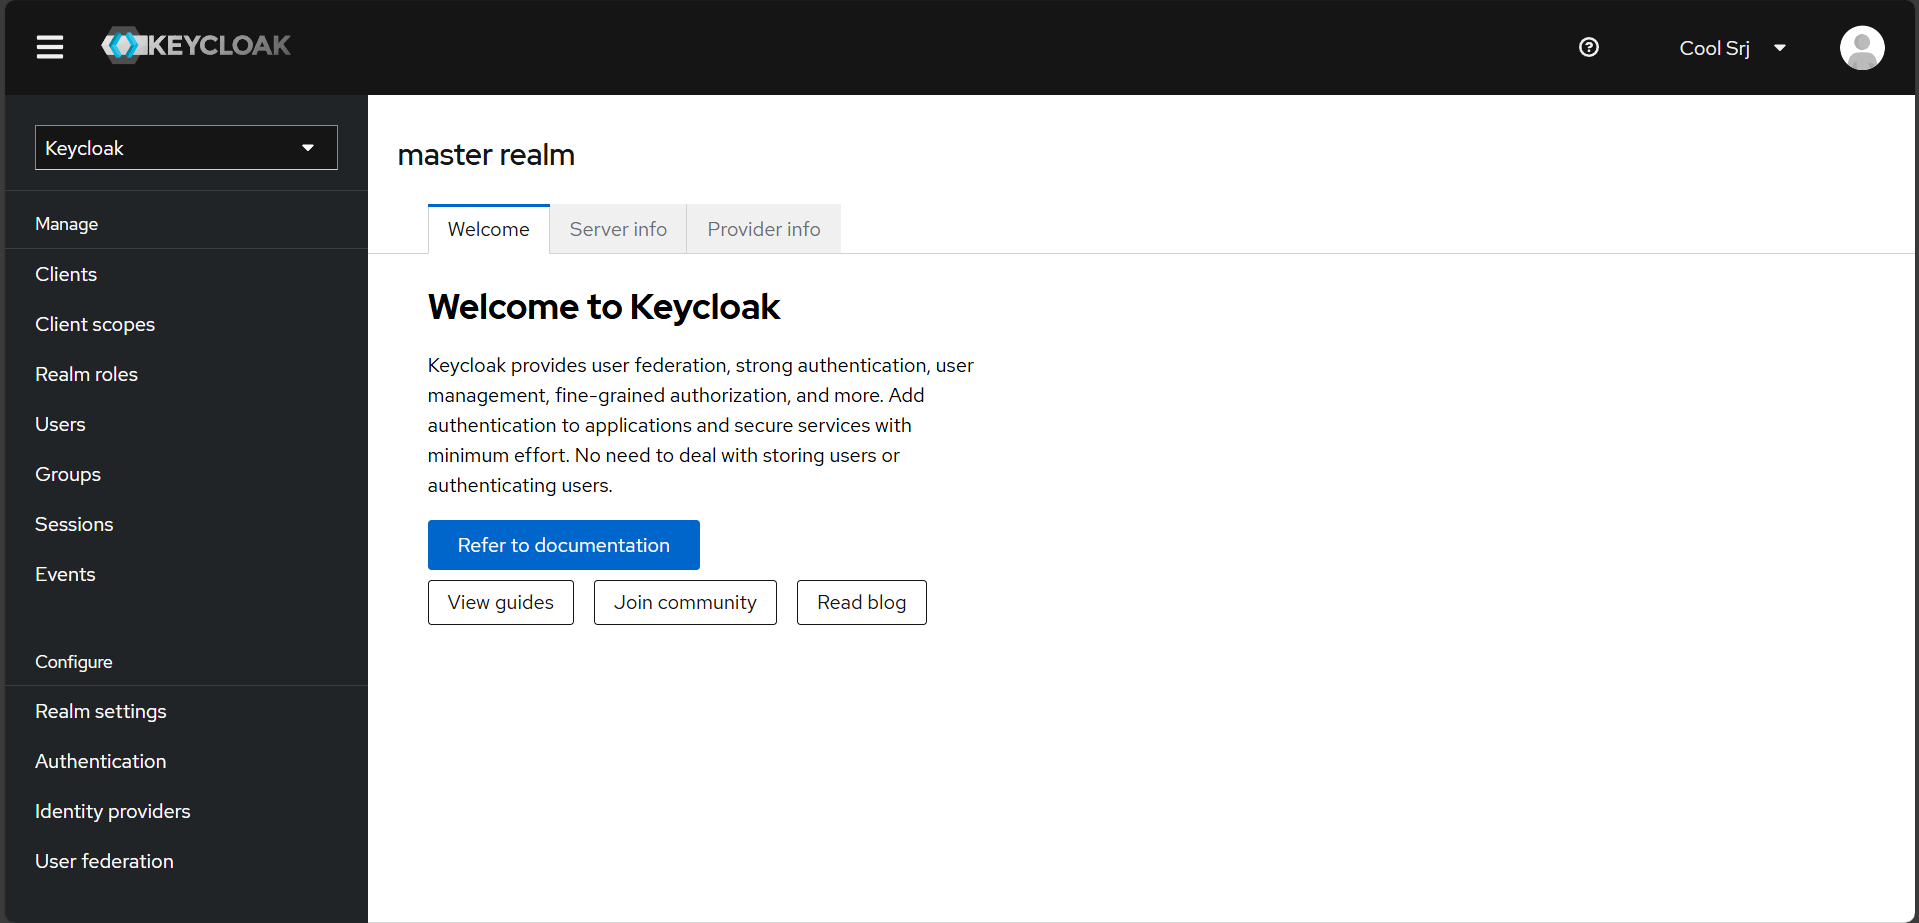 KEYCLOAK
Cool Srj
Keycloak
Manage
Clients
Client scopes
Realm roles
Users
Groups
Sessions
Events
Configure
Realm settings
Authentication
Identity providers
User federation
master realm
Welcome Server info Provider info
Welcome to Keycloak
Keycloak provides user federation, strong authentication, user
management, fine-grained authorization, and more. Add
authentication to applications and secure services with
minimum effort. No need to deal with storing users or
authenticating users.
Refer to documentation
View guides Join community Read blog